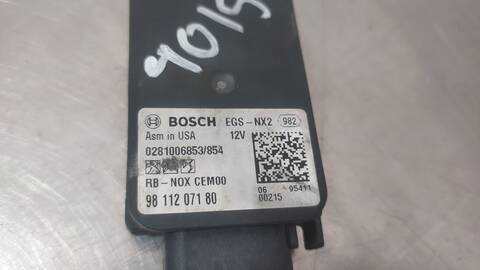 9015
BOSCH EGS-NX2 982
Asm in USA 12V
0281006853/854
RB-NOX CEM00
98 112 071 80
06 95411
00215